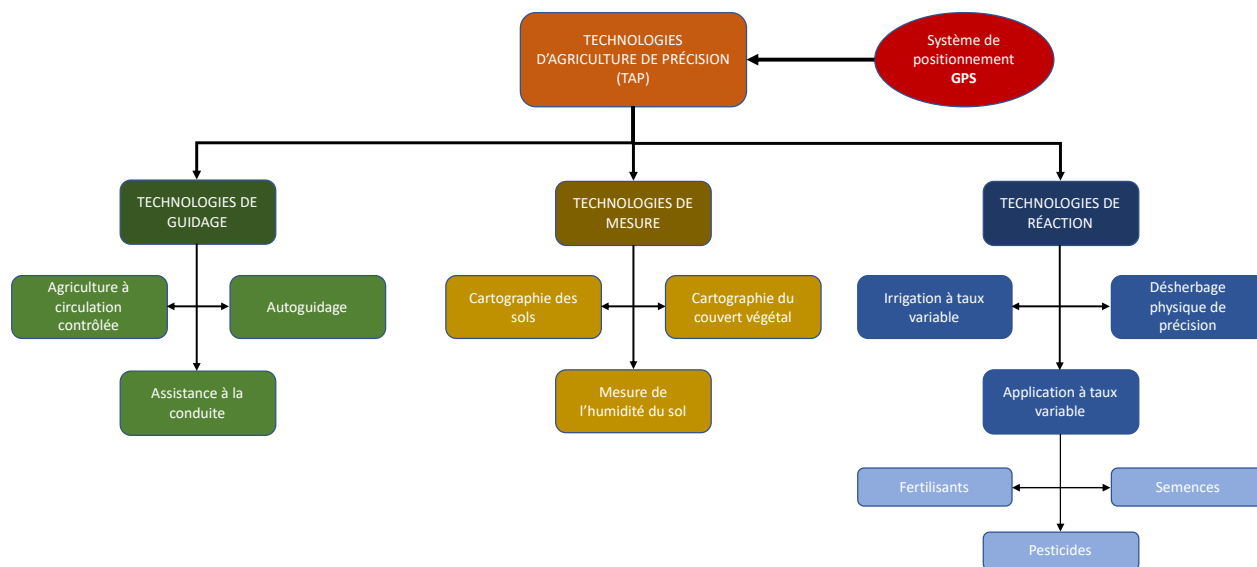 TECHNOLOGIES
D’AGRICULTURE DE PRÉCISION
(TAP)
Système de
positionnement
GPS
TECHNOLOGIES DE
GUIDAGE
TECHNOLOGIES DE
MESURE
TECHNOLOGIES DE
RÉACTION
Agriculture à
circulation
contrôlée
Autoguidage
Cartographie des
sols
Cartographie du
couvert végétal
Irrigation à taux
variable
Désherbage
physique de
précision
Assistance à la
conduite
Mesure de
l’humidité du sol
Application à taux
variable
Fertilisants
Semences
Pesticides